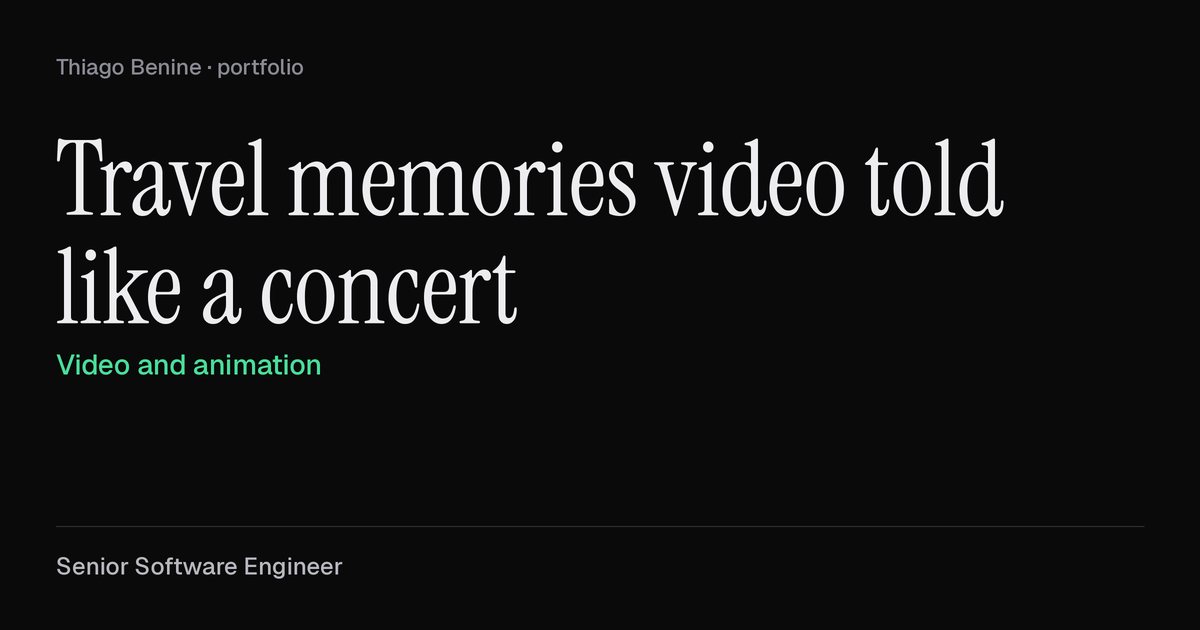 Thiago Benine · portfolio
Travel memories video told
like a concert
Video and animation
Senior Software Engineer